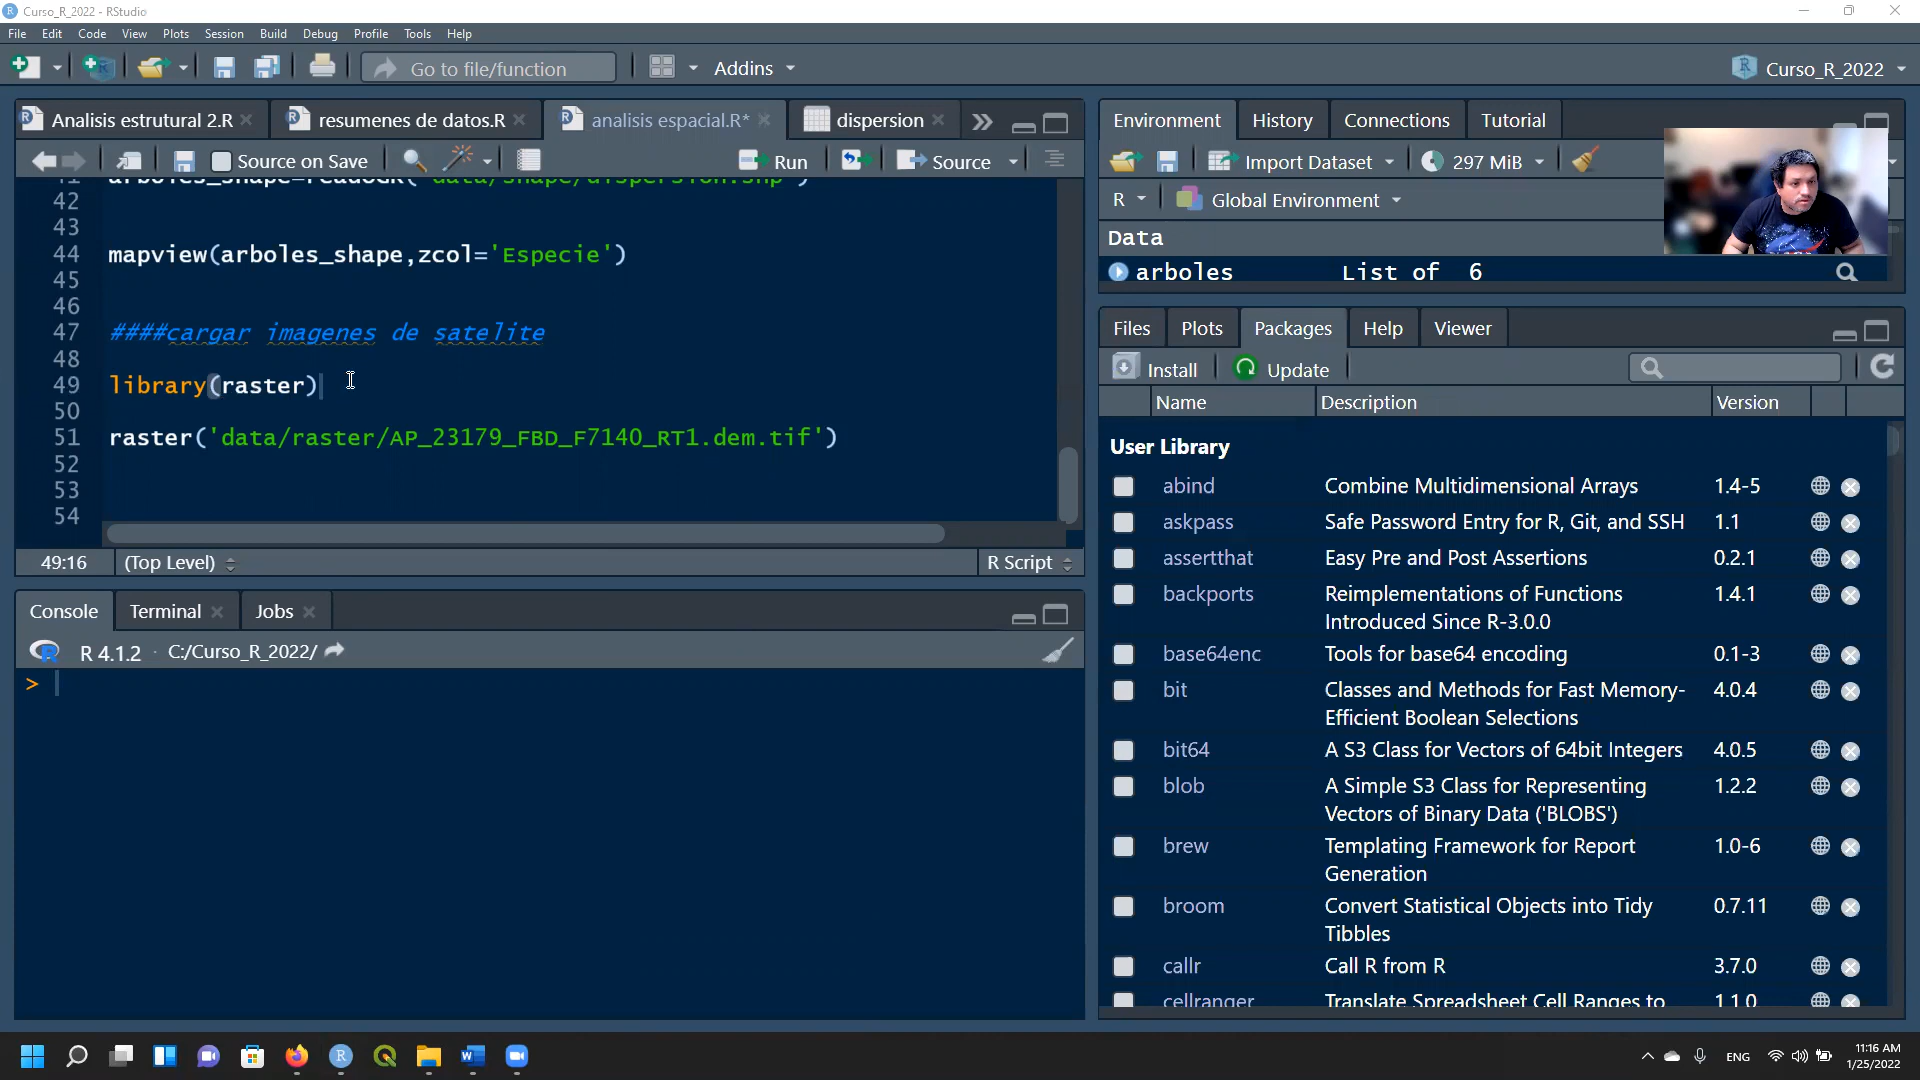 Curso_R_2022 - RStudio
File Edit Code View Plots Session Build Debug Profile Tools Help
Go to file/function Addins Curso_R_2022
Analisis estrutural 2.R resumenes de datos.R analisis espacial.R* dispersion
Source on Save Run Source
42
43
44 mapview(arboles_shape,zcol='Especie')
45
46
47 ####cargar imagenes de satelite
48
49 library(raster)
50
51 raster('data/raster/AP_23179_FBD_F7140_RT1.dem.tif')
52
53
54
49:16 (Top Level) R Script
Console Terminal Jobs
R 4.1.2 · C:/Curso_R_2022/
>
Environment History Connections Tutorial
Import Dataset 297 MiB
R Global Environment
Data
arboles List of 6
Files Plots Packages Help Viewer
Install Update
Name Description Version
User Library
abind Combine Multidimensional Arrays 1.4-5
askpass Safe Password Entry for R, Git, and SSH 1.1
assertthat Easy Pre and Post Assertions 0.2.1
backports Reimplementations of Functions 1.4.1
Introduced Since R-3.0.0
base64enc Tools for base64 encoding 0.1-3
bit Classes and Methods for Fast Memory- 4.0.4
Efficient Boolean Selections
bit64 A S3 Class for Vectors of 64bit Integers 4.0.5
blob A Simple S3 Class for Representing 1.2.2
Vectors of Binary Data ('BLOBS')
brew Templating Framework for Report 1.0-6
Generation
broom Convert Statistical Objects into Tidy 0.7.11
Tibbles
callr Call R from R 3.7.0
cellranger Translate Spreadsheet Cell Ranges to 1.1.0
ENG 11:16 AM
1/25/2022